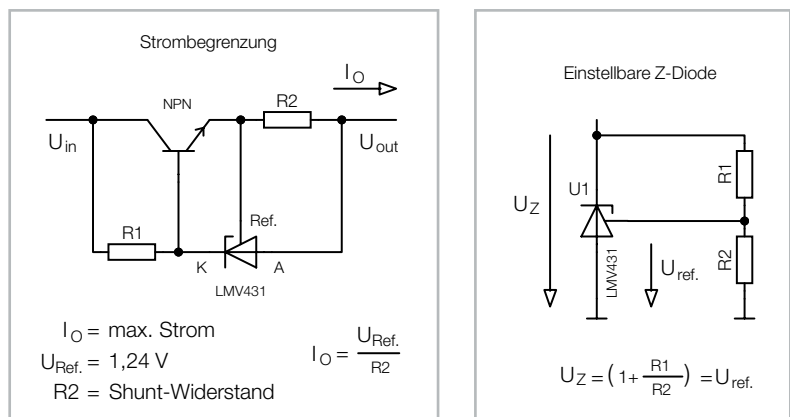 Strombegrenzung
I_O
NPN
R2
U_in
U_out
Ref.
R1
K
A
LMV431
I_O = max. Strom
U_Ref. = 1,24 V
R2 = Shunt-Widerstand
I_O = U_Ref. / R2
Einstellbare Z-Diode
R1
U1
U_Z
R2
LMV431
U_ref.
U_Z = (1+ R1/R2) = U_ref.